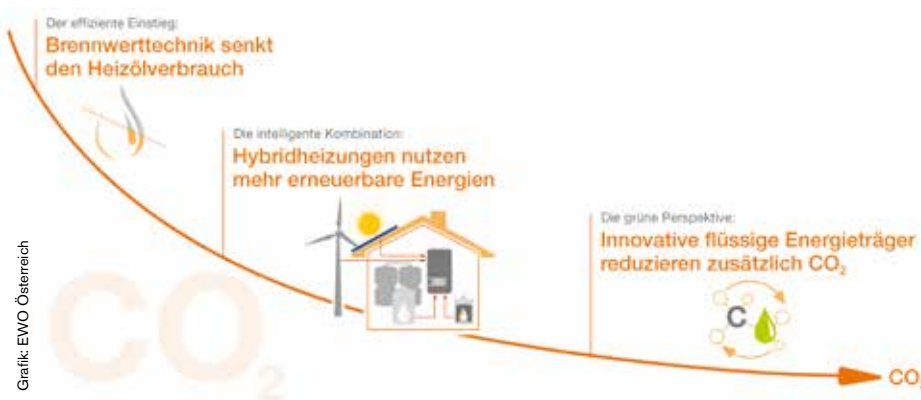 Der effiziente Einstieg:
Brennwerttechnik senkt
den Heizölverbrauch
Die intelligente Kombination:
Hybridheizungen nutzen
mehr erneuerbare Energien
Die grüne Perspektive:
Innovative flüssige Energieträger
reduzieren zusätzlich CO₂
C
CO₂
CO
Grafik: EWO Österreich